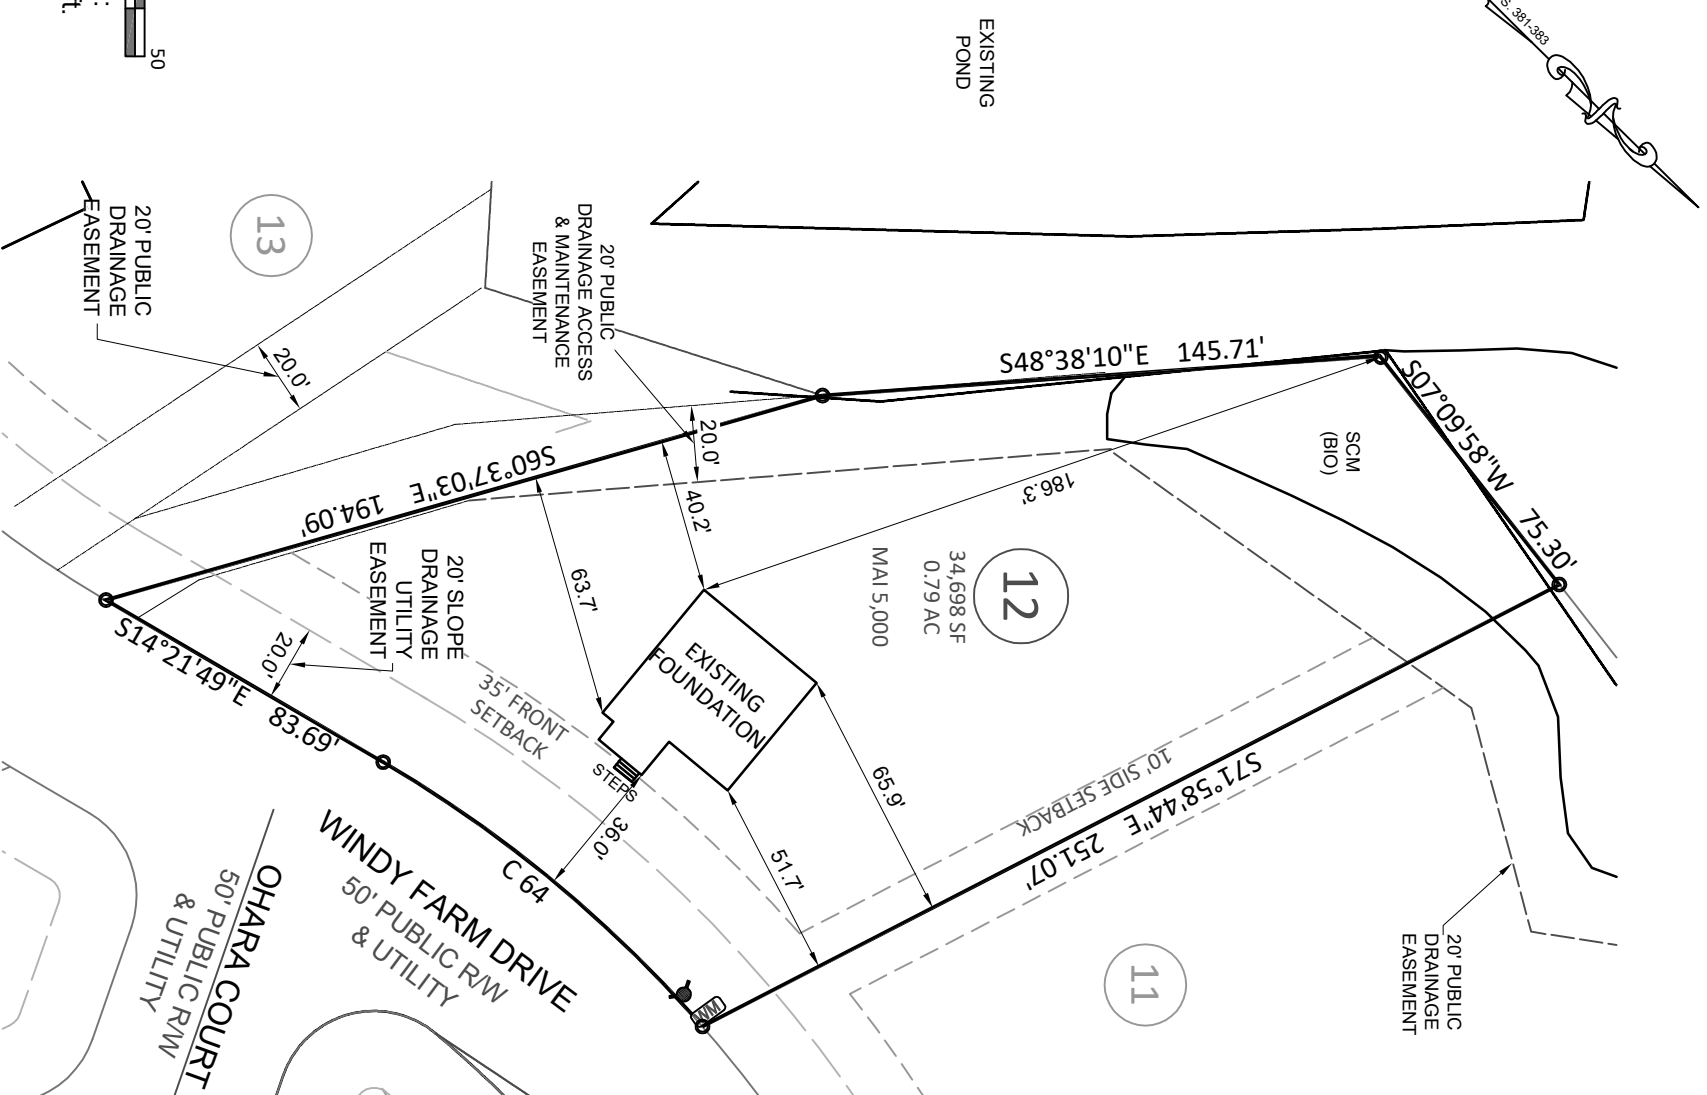 S. 381-383
50
:
ft.
EXISTING
POND
13
20' PUBLIC
DRAINAGE
EASEMENT
20.0'
20' PUBLIC
DRAINAGE ACCESS
& MAINTENANCE
EASEMENT
S48°38'10"E 145.71'
S07°09'58"W 75.30'
SCM
(BIO)
20.0'
40.2'
186.3'
S60°37'03"E 194.09'
63.7'
12
34,698 SF
0.79 AC
MAI 5,000
20' SLOPE
DRAINAGE
UTILITY
EASEMENT
20.0'
S14°21'49"E 83.69'
35' FRONT
SETBACK
EXISTING
FOUNDATION
STEPS
36.0'
65.9'
51.7'
10' SIDE SETBACK
S71°58'44"E 251.07'
C 64
WM
WINDY FARM DRIVE
50' PUBLIC R/W
& UTILITY
OHARA COURT
50' PUBLIC R/W
& UTILITY
11
20' PUBLIC
DRAINAGE
EASEMENT